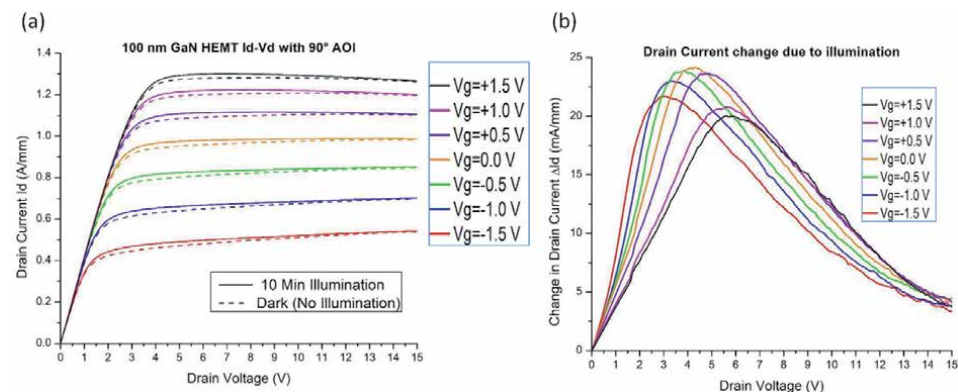 (a)
100 nm GaN HEMT Id-Vd with 90° AOI
Drain Current Id (A/mm)
1.4
1.2
1.0
0.8
0.6
0.4
0.2
0.0
0 1 2 3 4 5 6 7 8 9 10 11 12 13 14 15
Drain Voltage (V)
10 Min Illumination
Dark (No Illumination)
Vg=+1.5 V
Vg=+1.0 V
Vg=+0.5 V
Vg=0.0 V
Vg=-0.5 V
Vg=-1.0 V
Vg=-1.5 V
(b)
Drain Current change due to illumination
Change in Drain Current ΔId (mA/mm)
25
20
15
10
5
0
0 1 2 3 4 5 6 7 8 9 10 11 12 13 14 15
Drain Voltage (V)
Vg=+1.5 V
Vg=+1.0 V
Vg=+0.5 V
Vg=0.0 V
Vg=-0.5 V
Vg=-1.0 V
Vg=-1.5 V